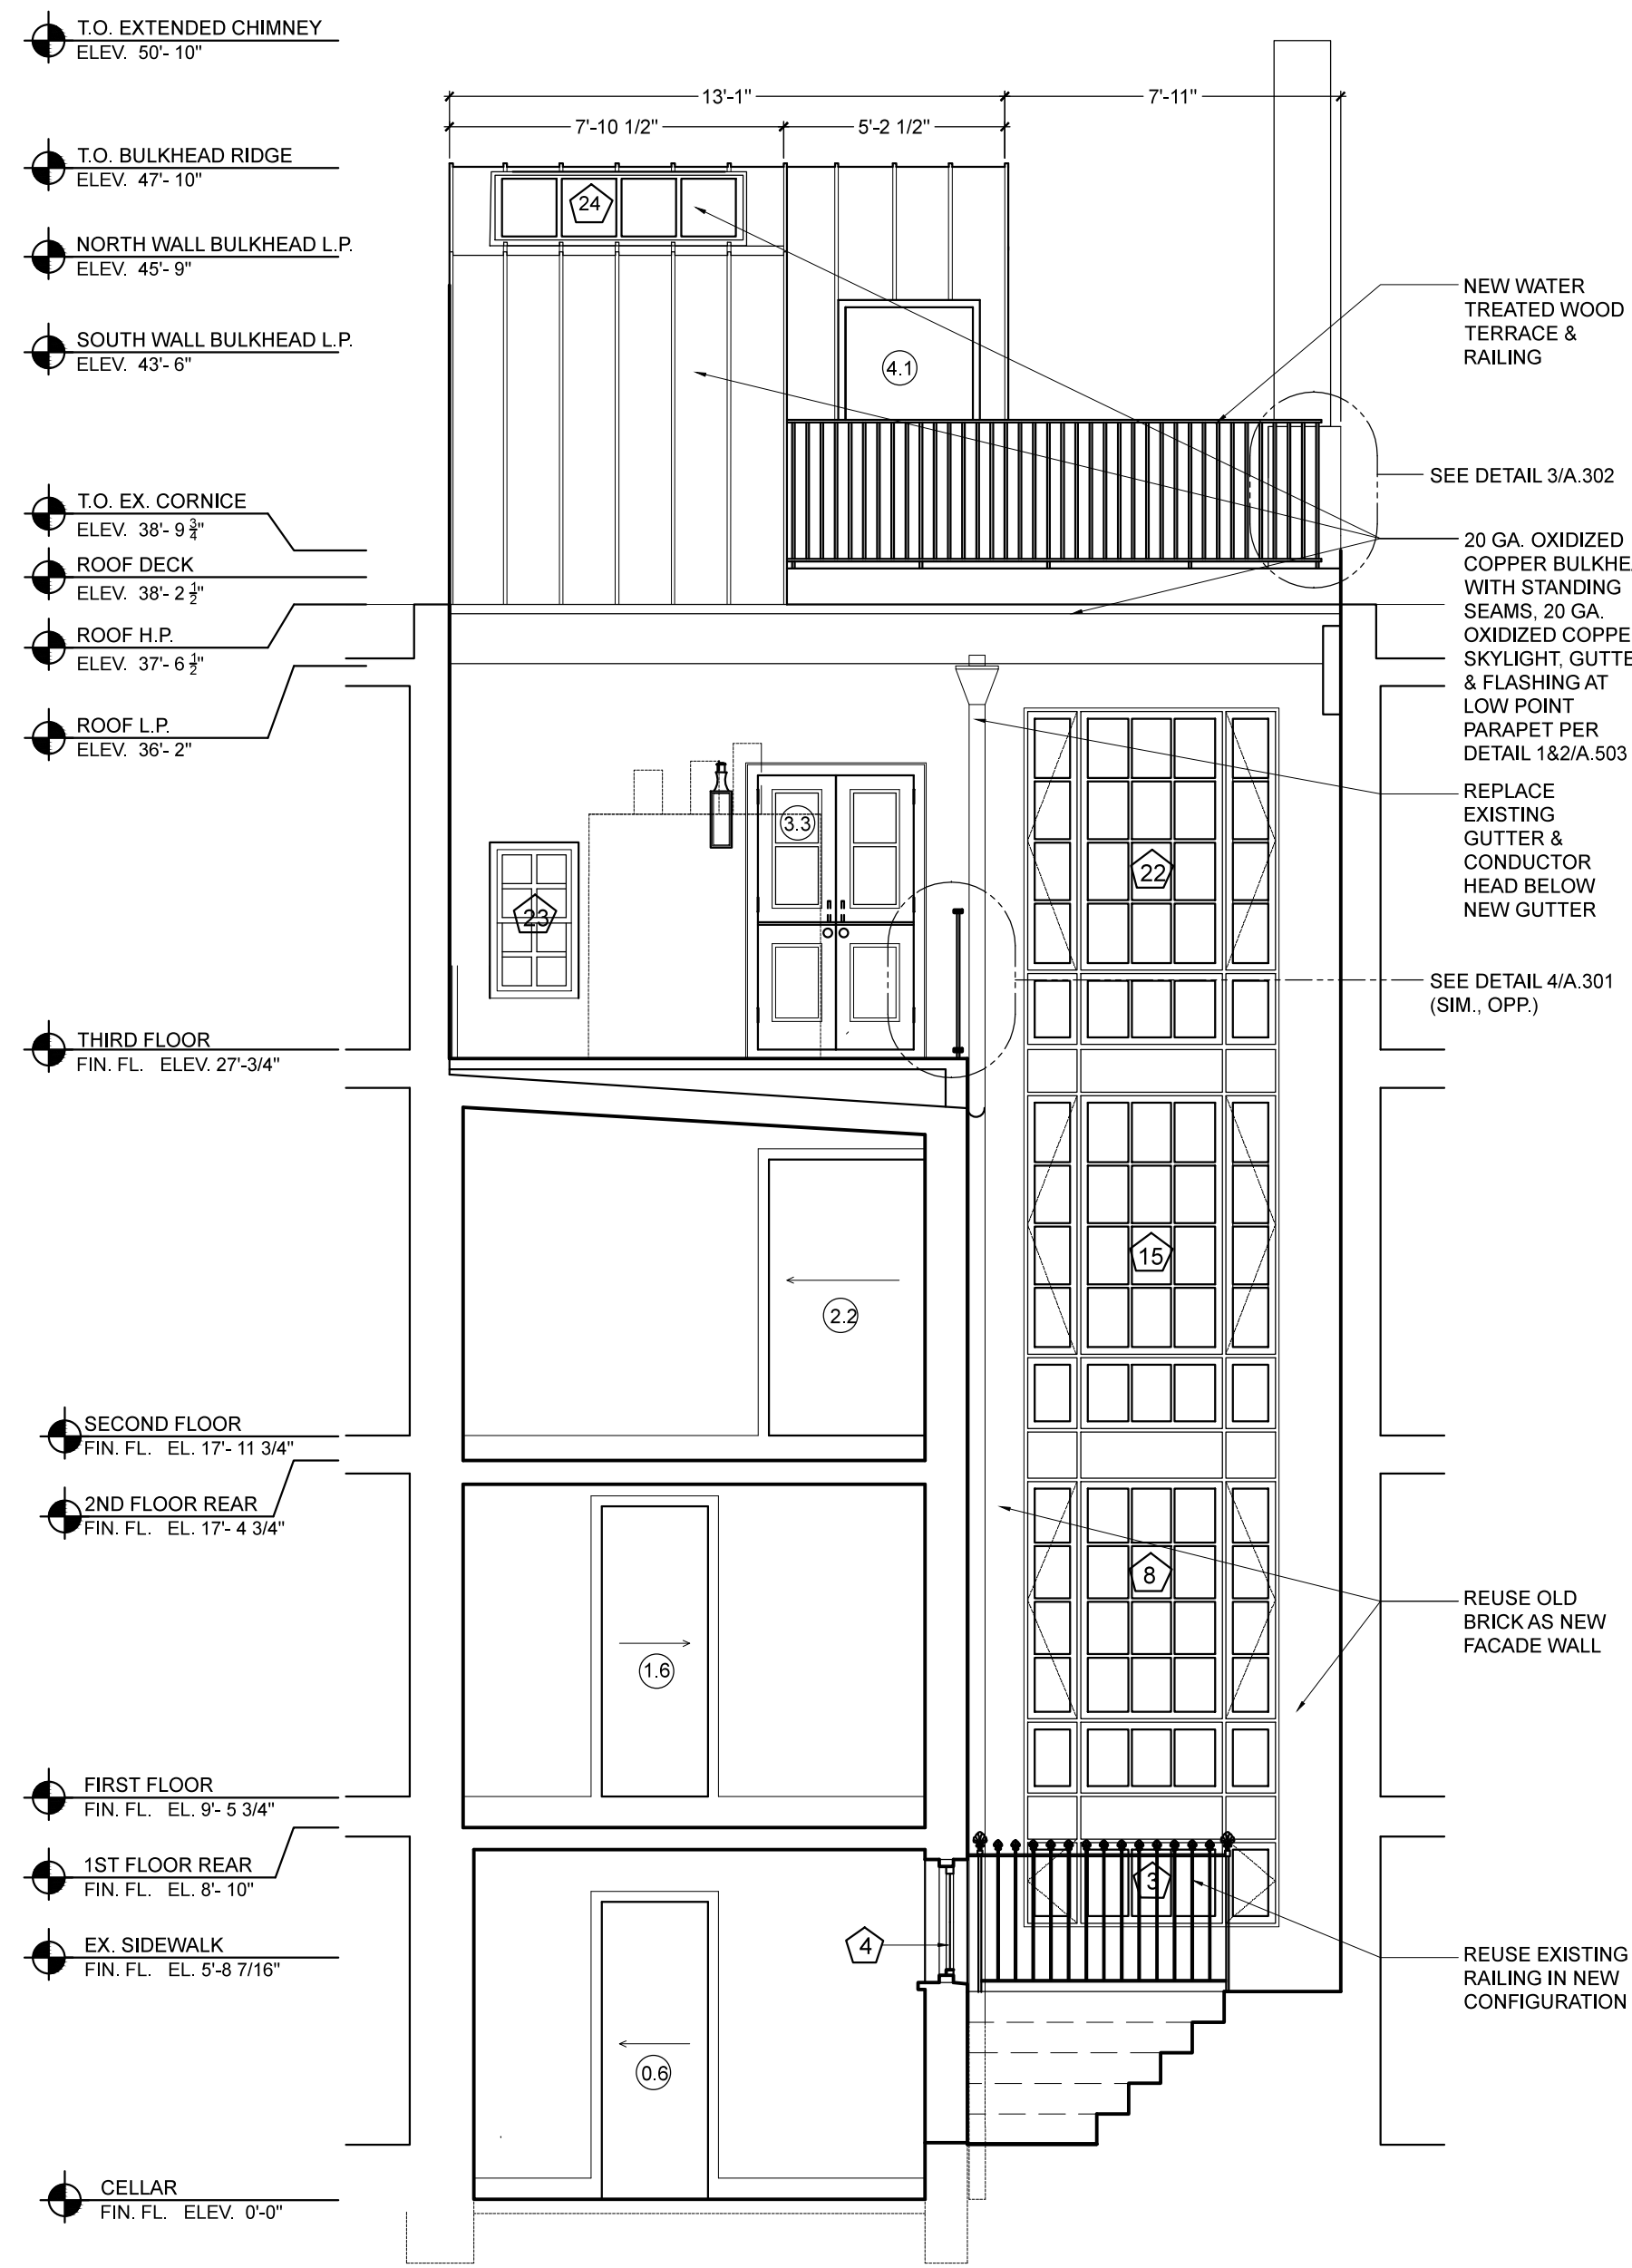 T.O. EXTENDED CHIMNEY
ELEV. 50'- 10"
T.O. BULKHEAD RIDGE
ELEV. 47'- 10"
NORTH WALL BULKHEAD L.P.
ELEV. 45'- 9"
SOUTH WALL BULKHEAD L.P.
ELEV. 43'- 6"
T.O. EX. CORNICE
ELEV. 38'- 9 3/4"
ROOF DECK
ELEV. 38'- 2 1/2"
ROOF H.P.
ELEV. 37'- 6 1/2"
ROOF L.P.
ELEV. 36'- 2"
THIRD FLOOR
FIN. FL. ELEV. 27'-3/4"
SECOND FLOOR
FIN. FL. EL. 17'- 11 3/4"
2ND FLOOR REAR
FIN. FL. EL. 17'- 4 3/4"
FIRST FLOOR
FIN. FL. EL. 9'- 5 3/4"
1ST FLOOR REAR
FIN. FL. EL. 8'- 10"
EX. SIDEWALK
FIN. FL. EL. 5'-8 7/16"
CELLAR
FIN. FL. ELEV. 0'-0"
13'-1"
7'-11"
7'-10 1/2"
5'-2 1/2"
24
4.1
3.3
22
23
15
2.2
8
1.6
3
4
0.6
NEW WATER
TREATED WOOD
TERRACE &
RAILING
SEE DETAIL 3/A.302
20 GA. OXIDIZED
COPPER BULKHE
WITH STANDING
SEAMS, 20 GA.
OXIDIZED COPPE
SKYLIGHT, GUTTE
& FLASHING AT
LOW POINT
PARAPET PER
DETAIL 1&2/A.503
REPLACE
EXISTING
GUTTER &
CONDUCTOR
HEAD BELOW
NEW GUTTER
SEE DETAIL 4/A.301
(SIM., OPP.)
REUSE OLD
BRICK AS NEW
FACADE WALL
REUSE EXISTING
RAILING IN NEW
CONFIGURATION